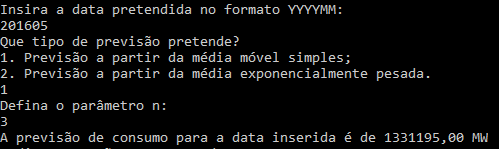 Insira a data pretendida no formato YYYYMM:
201605
Que tipo de previsão pretende?
1. Previsão a partir da média móvel simples;
2. Previsão a partir da média exponencialmente pesada.
1
Defina o parâmetro n:
3
A previsão de consumo para a data inserida é de 1331195,00 MW